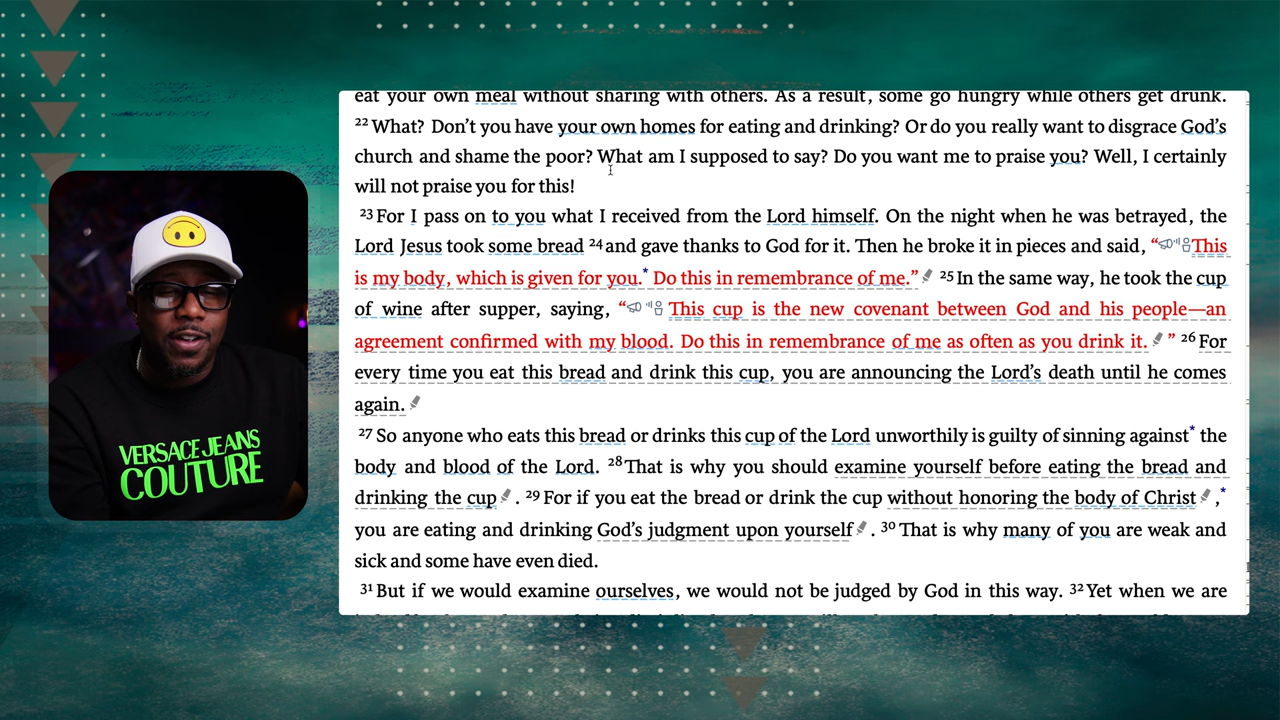 VERSACE JEANS
COUTURE
eat your own meal without sharing with others. As a result, some go hungry while others get drunk.
22 What? Don’t you have your own homes for eating and drinking? Or do you really want to disgrace God’s
church and shame the poor? What am I supposed to say? Do you want me to praise you? Well, I certainly
will not praise you for this!
23 For I pass on to you what I received from the Lord himself. On the night when he was betrayed, the
Lord Jesus took some bread 24 and gave thanks to God for it. Then he broke it in pieces and said, “This
is my body, which is given for you.* Do this in remembrance of me.” 25 In the same way, he took the cup
of wine after supper, saying, “This cup is the new covenant between God and his people—an
agreement confirmed with my blood. Do this in remembrance of me as often as you drink it.” 26 For
every time you eat this bread and drink this cup, you are announcing the Lord’s death until he comes
again.
27 So anyone who eats this bread or drinks this cup of the Lord unworthily is guilty of sinning against* the
body and blood of the Lord. 28 That is why you should examine yourself before eating the bread and
drinking the cup. 29 For if you eat the bread or drink the cup without honoring the body of Christ,*
you are eating and drinking God’s judgment upon yourself. 30 That is why many of you are weak and
sick and some have even died.
31 But if we would examine ourselves, we would not be judged by God in this way. 32 Yet when we are